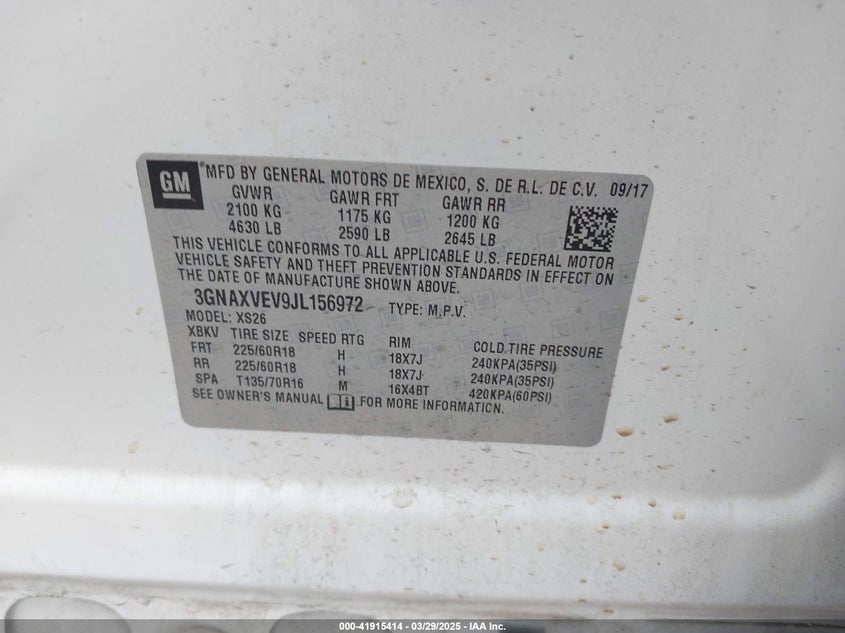 GM
*MFD BY GENERAL MOTORS DE MEXICO, S. DE R.L. DE C.V. 09/17
GVWR GAWR FRT GAWR RR
2100 KG 1175 KG 1200 KG
4630 LB 2590 LB 2645 LB
THIS VEHICLE CONFORMS TO ALL APPLICABLE U.S. FEDERAL MOTOR
VEHICLE SAFETY AND THEFT PREVENTION STANDARDS IN EFFECT ON
THE DATE OF MANUFACTURE SHOWN ABOVE.
3GNAXVEV9JL156972 TYPE: M.P.V.
MODEL: XS26
XBKV TIRE SIZE SPEED RTG RIM COLD TIRE PRESSURE
FRT 225/60R18 H 18X7J 240KPA(35PSI)
RR 225/60R18 H 18X7J 240KPA(35PSI)
SPA T135/70R16 M 16X4BT 420KPA(60PSI)
SEE OWNER'S MANUAL FOR MORE INFORMATION.
000-41915414 - 03/29/2025 - IAA Inc.